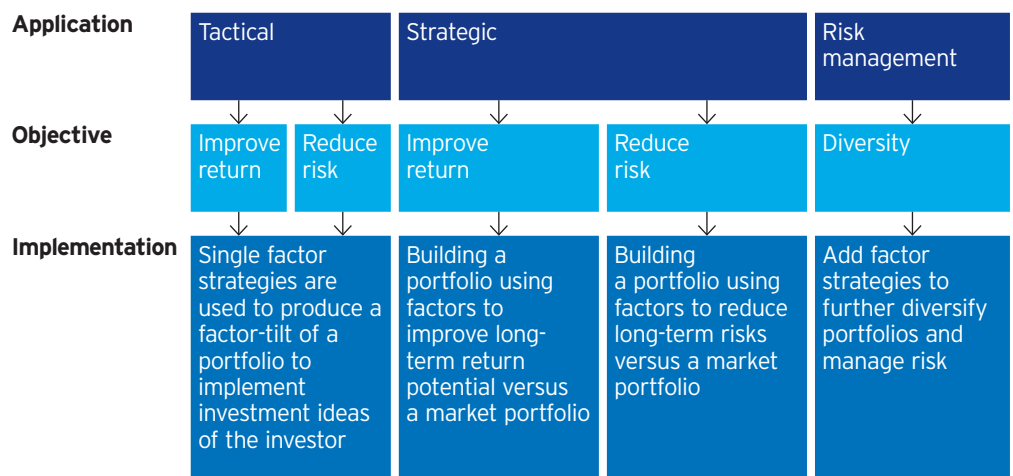 Application
Tactical
Strategic
Risk
management
Objective
Improve
return
Reduce
risk
Improve
return
Reduce
risk
Diversity
Implementation
Single factor
strategies are
used to produce a
factor-tilt of a
portfolio to
implement
investment ideas
of the investor
Building a
portfolio using
factors to
improve long-
term return
potential versus
a market portfolio
Building
a portfolio using
factors to reduce
long-term risks
versus a market
portfolio
Add factor
strategies to
further diversify
portfolios and
manage risk